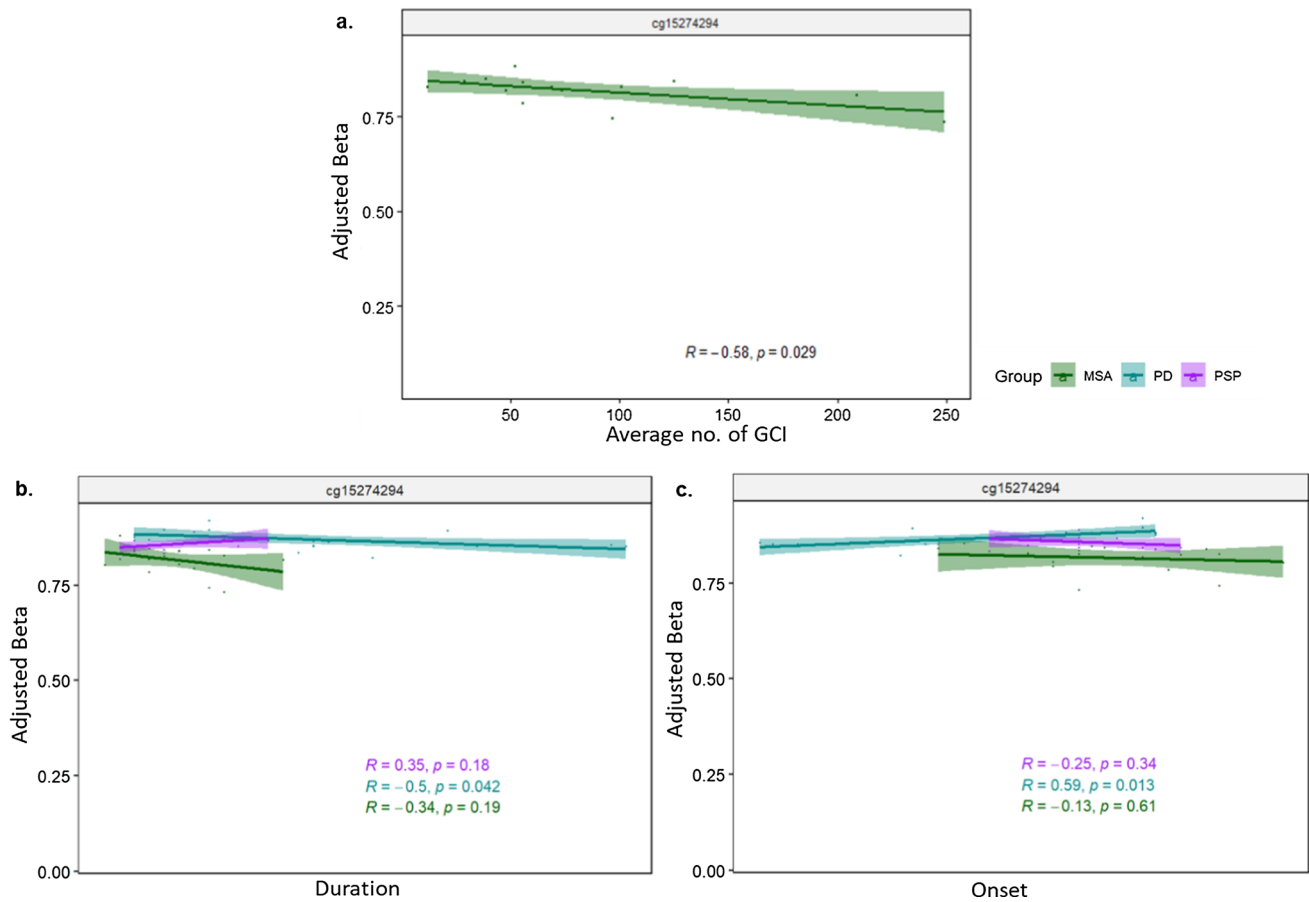 a.
cg15274294
Adjusted Beta
0.75
0.50
0.25
R = −0.58, p = 0.029
50 100 150 200 250
Average no. of GCI
Group a MSA a PD a PSP
b.
cg15274294
Adjusted Beta
0.75
0.50
0.25
0.00
R = 0.35, p = 0.18
R = −0.5, p = 0.042
R = −0.34, p = 0.19
Duration
c.
cg15274294
Adjusted Beta
0.75
0.50
0.25
0.00
R = −0.25, p = 0.34
R = 0.59, p = 0.013
R = −0.13, p = 0.61
Onset